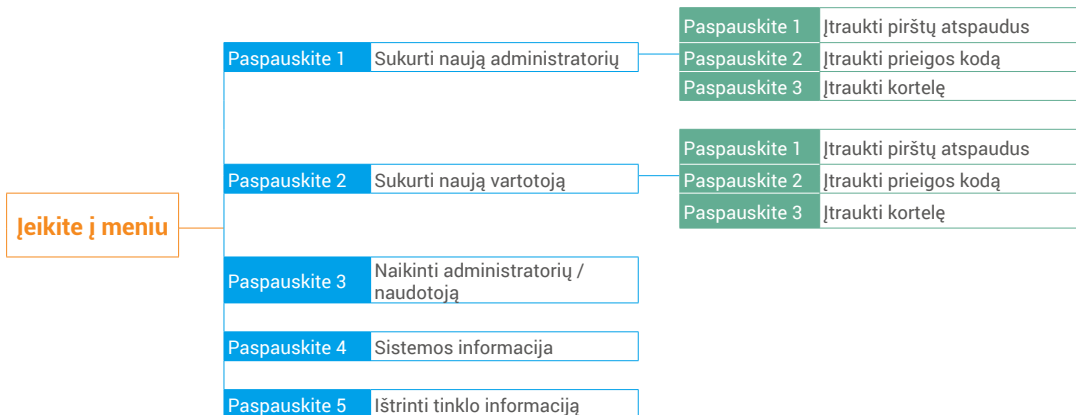 Įeikite į meniu
Paspauskite 1 Sukurti naują administratorių
Paspauskite 1 Įtraukti pirštų atspaudus
Paspauskite 2 Įtraukti prieigos kodą
Paspauskite 3 Įtraukti kortelę
Paspauskite 2 Sukurti naują vartotoją
Paspauskite 1 Įtraukti pirštų atspaudus
Paspauskite 2 Įtraukti prieigos kodą
Paspauskite 3 Įtraukti kortelę
Paspauskite 3 Naikinti administratorių /
naudotoją
Paspauskite 4 Sistemos informacija
Paspauskite 5 Ištrinti tinklo informaciją